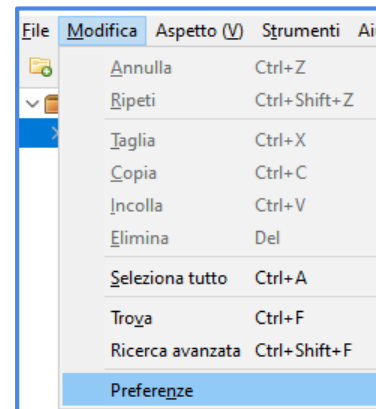 File Modifica Aspetto (V) Strumenti
Annulla Ctrl+Z
Ripeti Ctrl+Shift+Z
Taglia Ctrl+X
Copia Ctrl+C
Incolla Ctrl+V
Elimina Del
Seleziona tutto Ctrl+A
Trova Ctrl+F
Ricerca avanzata Ctrl+Shift+F
Preferenze